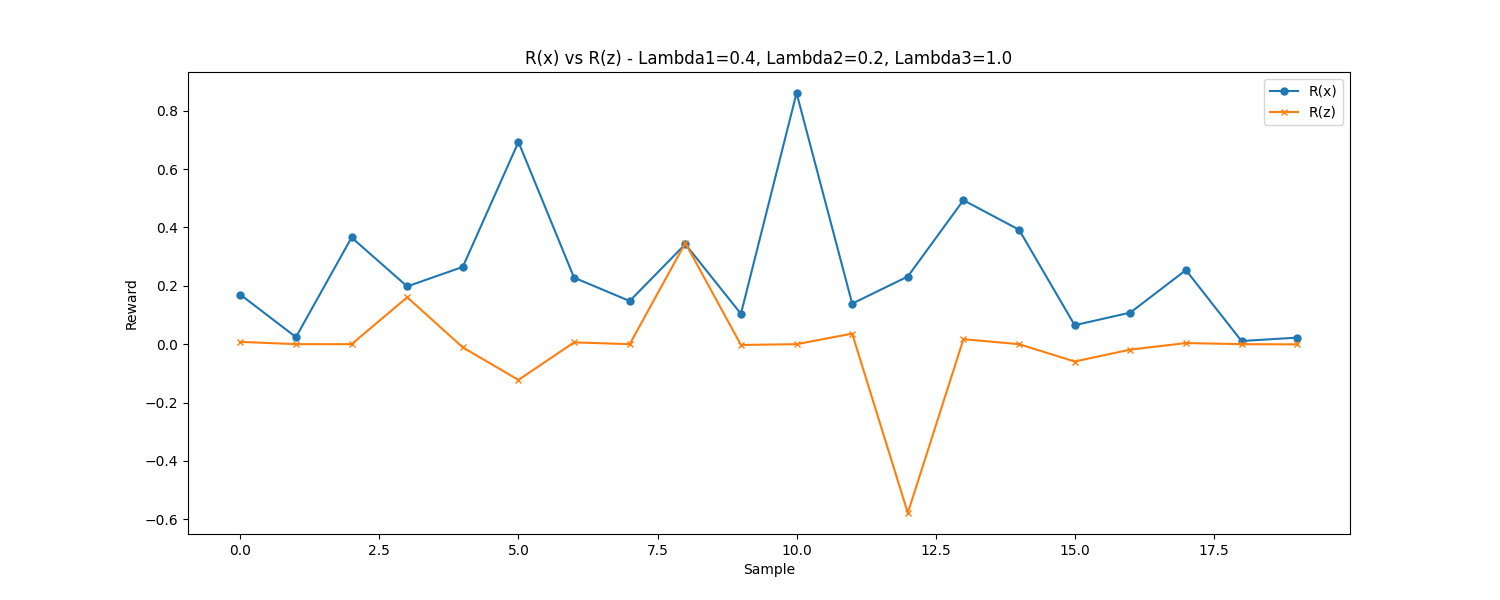 R(x) vs R(z) - Lambda1=0.4, Lambda2=0.2, Lambda3=1.0
R(x)
R(z)
Reward
0.8
0.6
0.4
0.2
0.0
−0.2
−0.4
−0.6
0.0 2.5 5.0 7.5 10.0 12.5 15.0 17.5
Sample